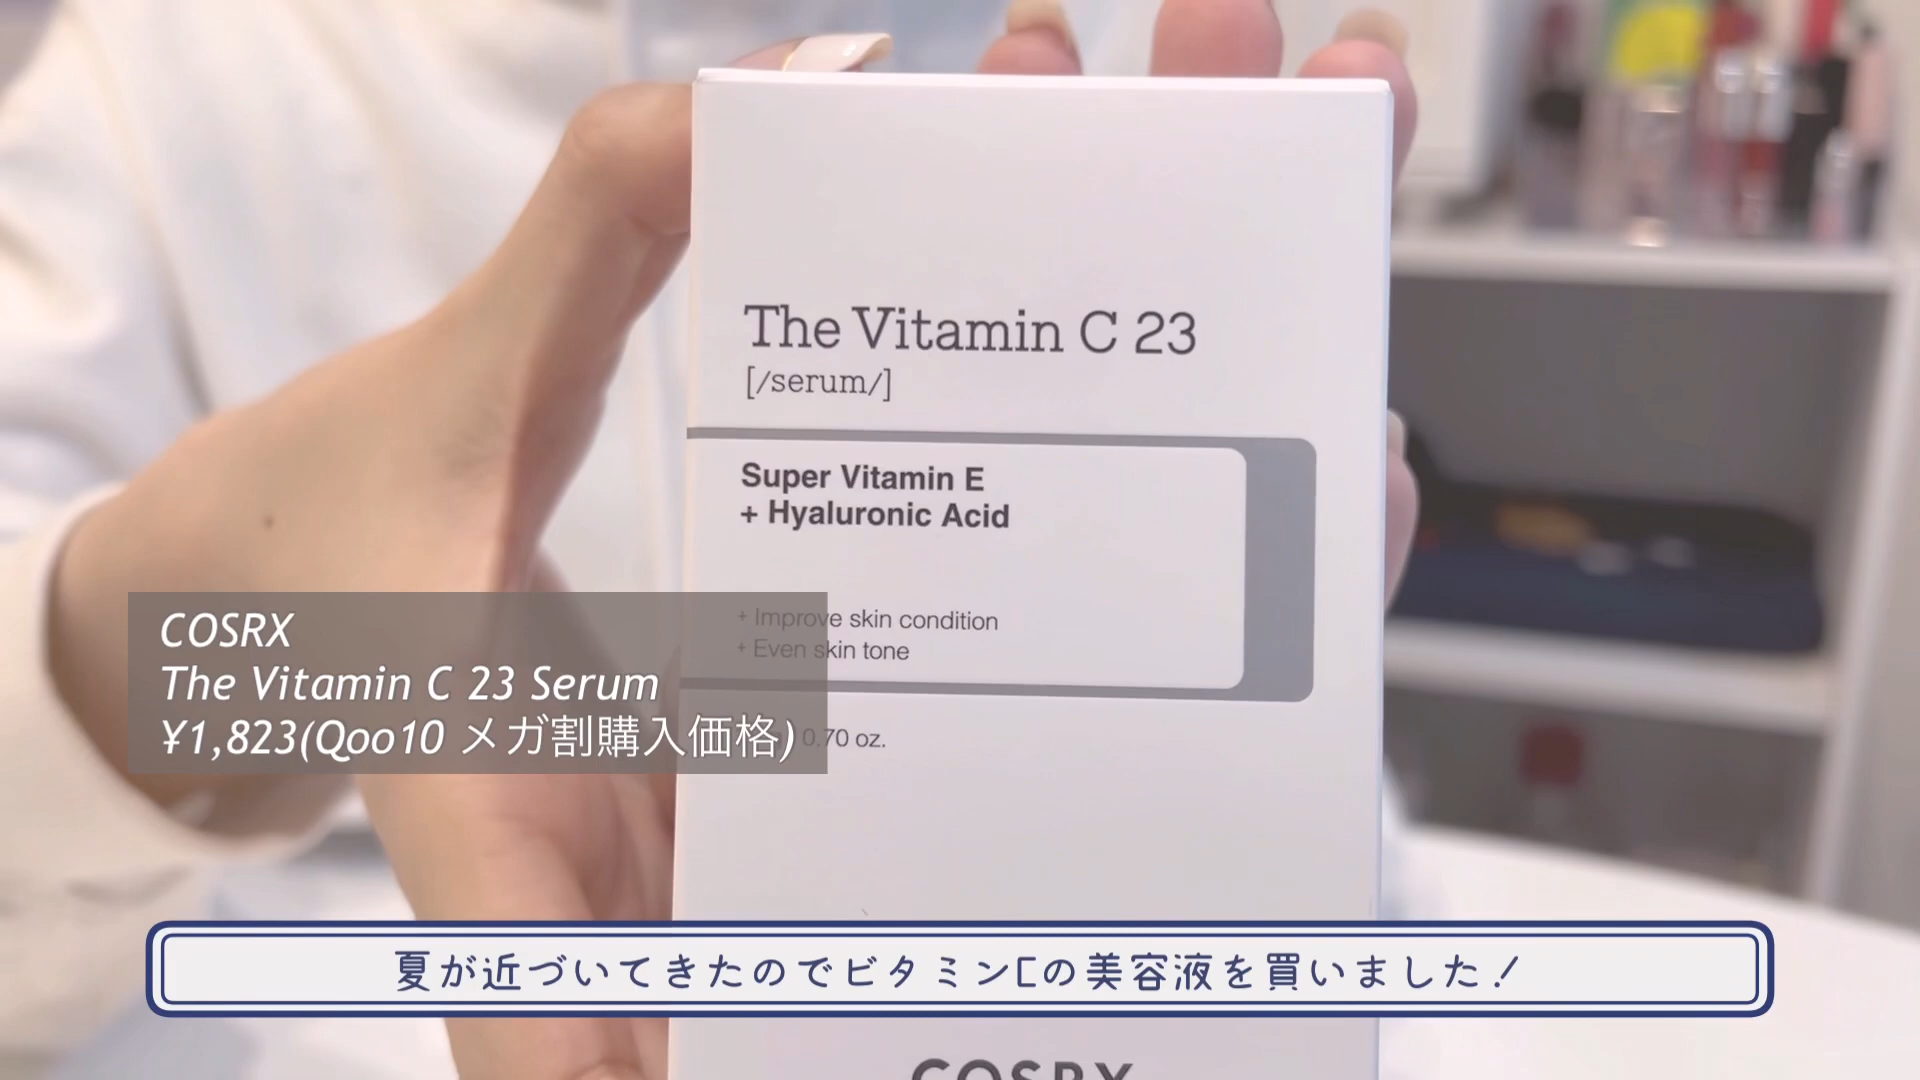 The Vitamin C 23
[/serum/]
Super Vitamin E
+ Hyaluronic Acid
+ Improve skin condition
+ Even skin tone
0.70 oz.
COSRX
The Vitamin C 23 Serum
¥1,823(Qoo10 メガ割購入価格)
夏が近づいてきたのでビタミンCの美容液を買いました！
COSRX